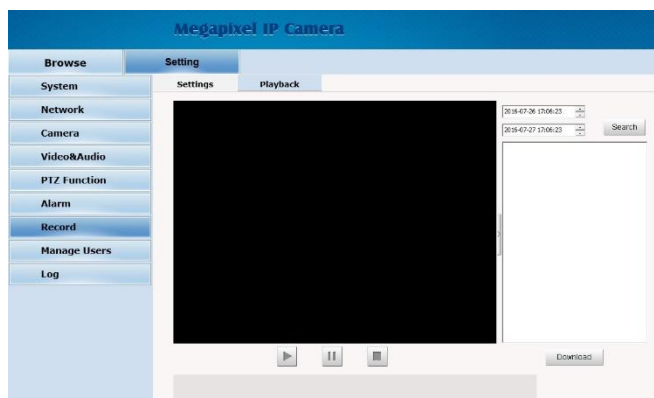 Megapixel IP Camera
Browse
Setting
System
Settings
Playback
Network
2016-07-26 17:06:23
Camera
2016-07-27 17:06:23
Search
Video&Audio
PTZ Function
Alarm
Record
Manage Users
Log
Download